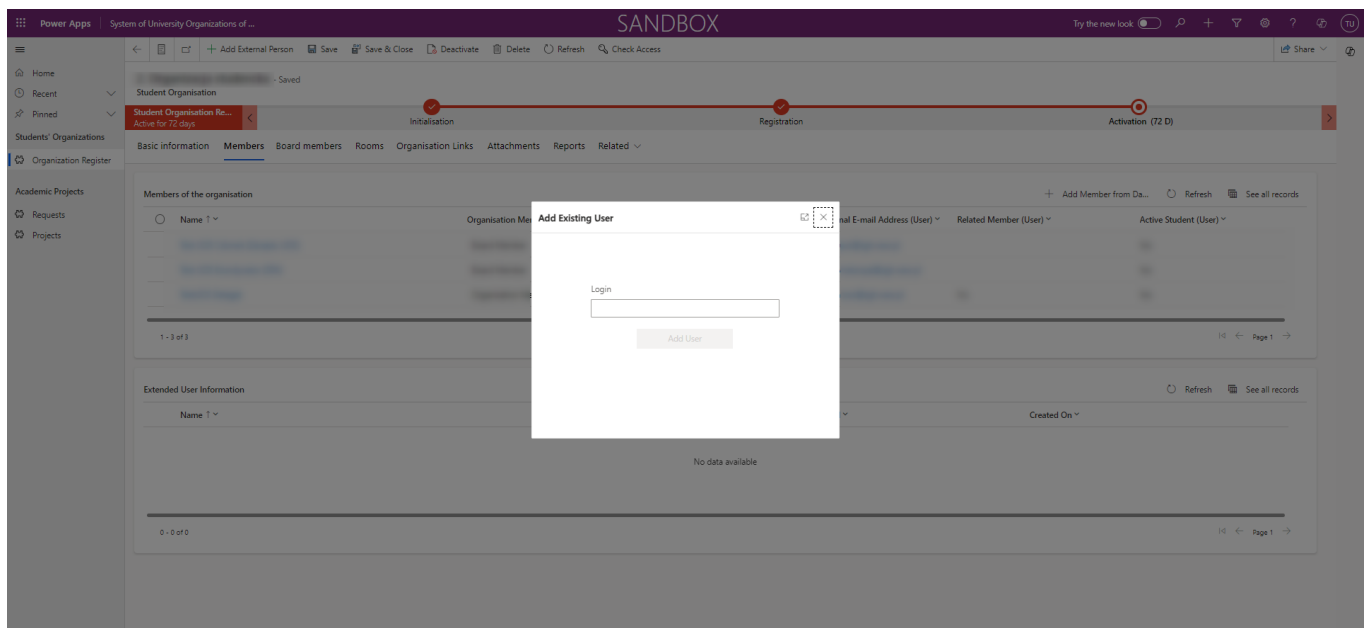 Power Apps System of University Organizations of ...
SANDBOX
Try the new look
TU
Add External Person Save Save & Close Deactivate Delete Refresh Check Access
Share
Home
Recent
Pinned
Students' Organizations
Organization Register
Academic Projects
Requests
Projects
- Saved
Student Organisation
Student Organisation Re...
Active for 72 days
Initialisation
Registration
Activation (72 D)
Basic information Members Board members Rooms Organisation Links Attachments Reports Related
Members of the organisation
Add Member from Da... Refresh See all records
Name ↑ Organisation Mer nal E-mail Address (User) Related Member (User) Active Student (User)
1 - 3 of 3
Page 1
Add Existing User
Login
Add User
Extended User Information
Refresh See all records
Name ↑ Created On
No data available
0 - 0 of 0
Page 1